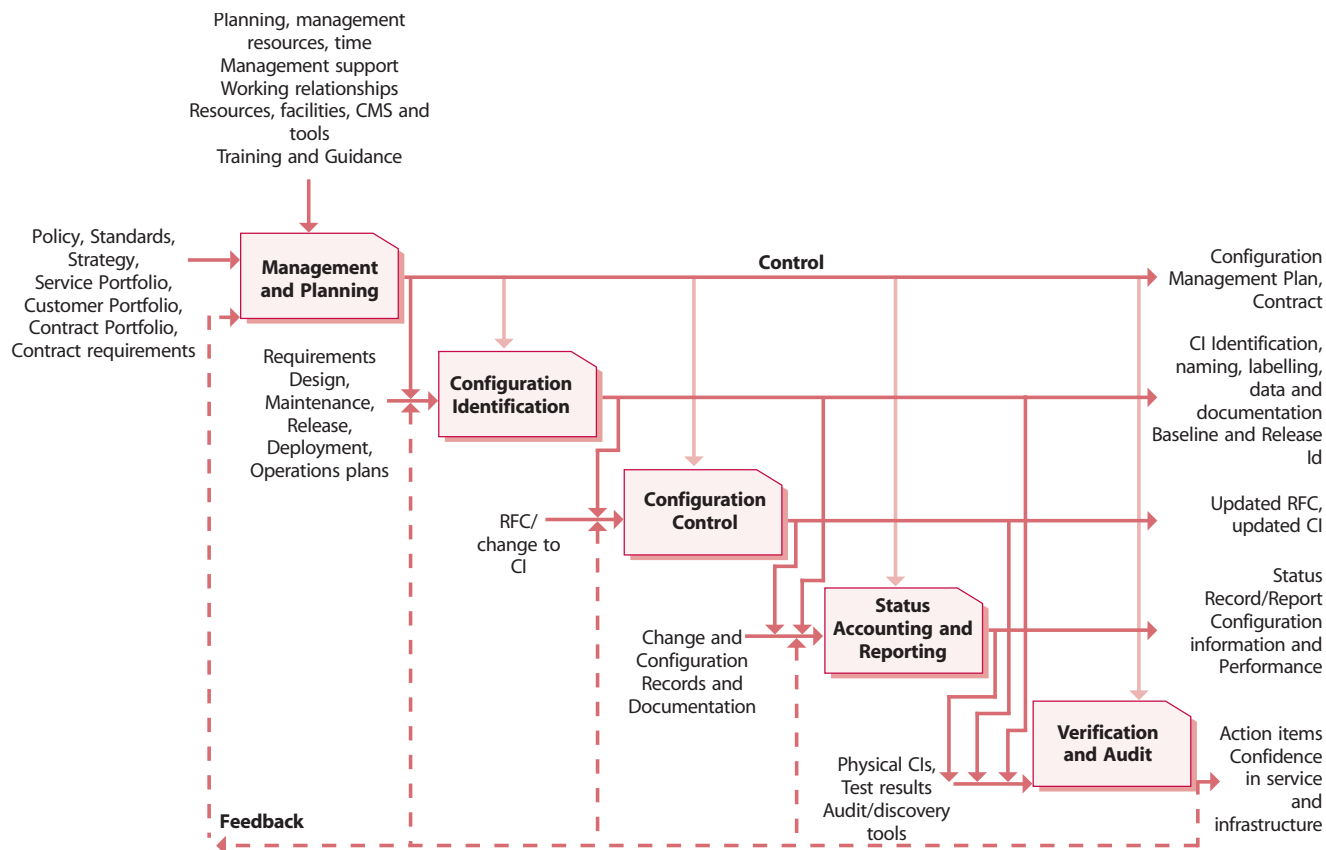 Planning, management
resources, time
Management support
Working relationships
Resources, facilities, CMS and
tools
Training and Guidance
Policy, Standards,
Strategy,
Service Portfolio,
Customer Portfolio,
Contract Portfolio,
Contract requirements
Management
and Planning
Control
Configuration
Management Plan,
Contract
Requirements
Design,
Maintenance,
Release,
Deployment,
Operations plans
Configuration
Identification
CI Identification,
naming, labelling,
data and
documentation
Baseline and Release
Id
RFC/
change to
CI
Configuration
Control
Updated RFC,
updated CI
Change and
Configuration
Records and
Documentation
Status
Accounting and
Reporting
Status
Record/Report
Configuration
information and
Performance
Physical CIs,
Test results
Audit/discovery
tools
Verification
and Audit
Action items
Confidence
in service
and
infrastructure
Feedback